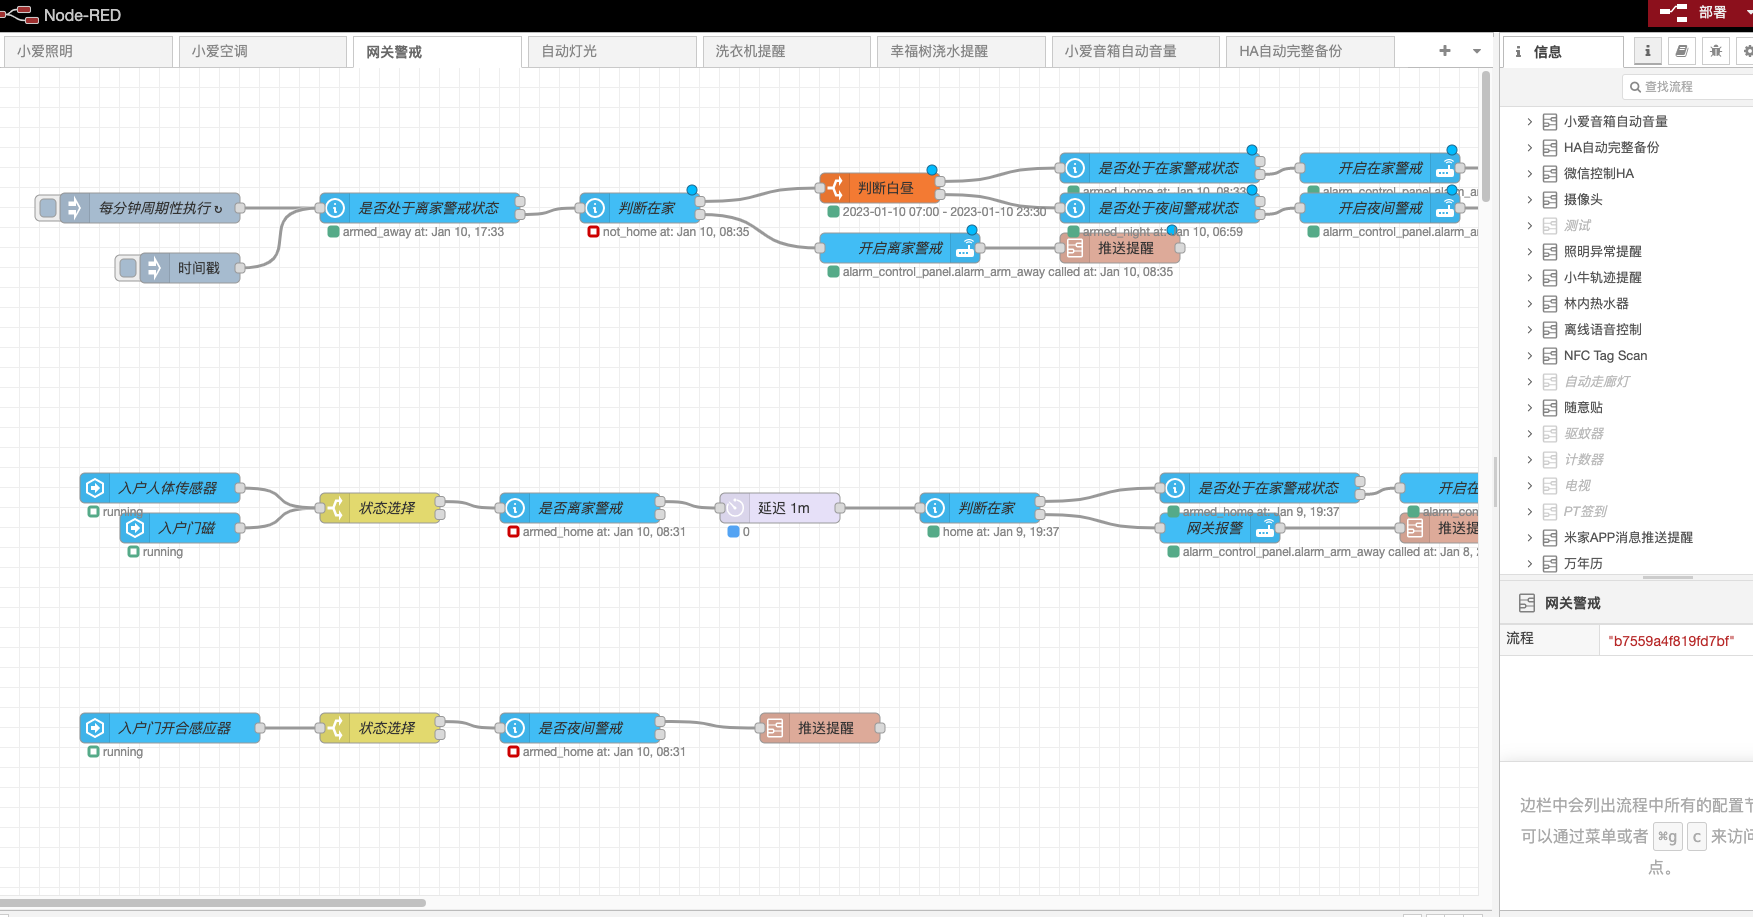 Node-RED
部署
小爱照明
小爱空调
网关警戒
自动灯光
洗衣机提醒
幸福树浇水提醒
小爱音箱自动音量
HA自动完整备份
信息
查找流程
每分钟周期性执行 ↻
时间戳
是否处于离家警戒状态
armed_away at: Jan 10, 17:33
判断在家
not_home at: Jan 10, 08:35
判断白昼
2023-01-10 07:00 - 2023-01-10 23:30
开启离家警戒
alarm_control_panel.alarm_arm_away called at: Jan 10, 08:35
是否处于在家警戒状态
armed_home at: Jan 10, 08:33
是否处于夜间警戒状态
armed_night at: Jan 10, 06:59
推送提醒
开启在家警戒
alarm_control_panel.alarm_a
开启夜间警戒
alarm_control_panel.alarm_a
入户人体传感器
running
入户门磁
running
状态选择
是否离家警戒
armed_home at: Jan 10, 08:31
延迟 1m
0
判断在家
home at: Jan 9, 19:37
是否处于在家警戒状态
armed_home at: Jan 9, 19:37
网关报警
alarm_control_panel.alarm_arm_away called at: Jan 8,
开启在
alarm_con
推送提
入户门开合感应器
running
状态选择
是否夜间警戒
armed_home at: Jan 10, 08:31
推送提醒
小爱音箱自动音量
HA自动完整备份
微信控制HA
摄像头
测试
照明异常提醒
小牛轨迹提醒
林内热水器
离线语音控制
NFC Tag Scan
自动走廊灯
随意贴
驱蚊器
计数器
电视
PT签到
米家APP消息推送提醒
万年历
网关警戒
流程
"b7559a4f819fd7bf"
边栏中会列出流程中所有的配置节
可以通过菜单或者 ⌘g c 来访问
点。